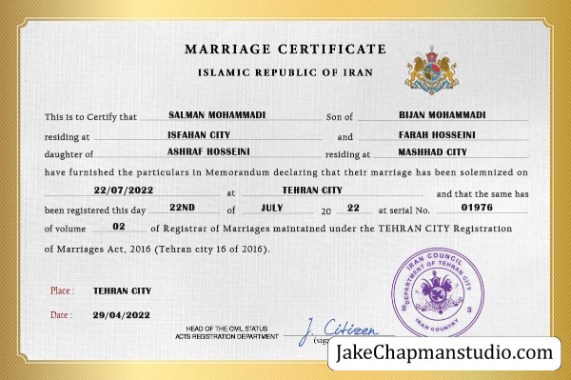 MARRIAGE CERTIFICATE
ISLAMIC REPUBLIC OF IRAN
This is to Certify that SALMAN MOHAMMADI Son of BIJAN MOHAMMADI
residing at ISFAHAN CITY and FARAH HOSSEINI
daughter of ASHRAF HOSSEINI residing at MASHHAD CITY
have furnished the particulars in Memorandum declaring that their marriage has been solemnized on
22/07/2022 at TEHRAN CITY and that the same has
been registered this day 22ND of JULY 20 22 at serial No. 01976
of volume 02 of Registrar of Marriages maintained under the TEHRAN CITY Registration
of Marriages Act, 2016 (Tehran city 16 of 2016).
IRAN COUNCIL
DEPARTMENT OF TEHRAN CITY
IRAN COUNTRY
Place : TEHRAN CITY
Date : 29/04/2022
HEAD OF THE CIVIL STATUS
ACTS REGISTRATION DEPARTMENT
J. Citizen
JakeChapmanstudio.com